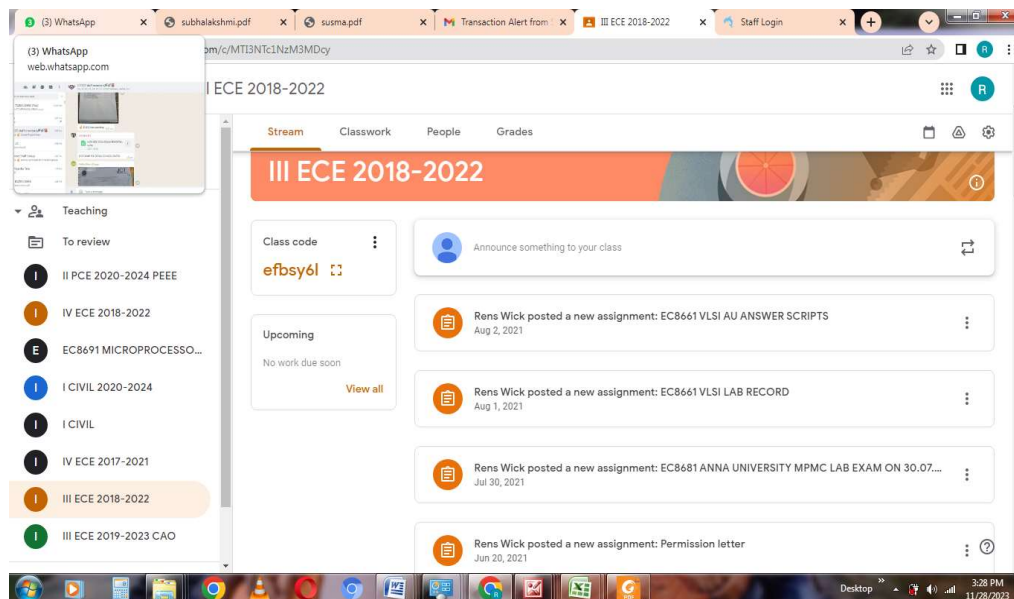 (3) WhatsApp
subhalakshmi.pdf
susma.pdf
Transaction Alert from
III ECE 2018-2022
Staff Login
(3) WhatsApp
web.whatsapp.com
om/c/MTI3NTc1NzM3MDcy
R
I ECE 2018-2022
R
Stream Classwork People Grades
III ECE 2018-2022
Teaching
To review
I II PCE 2020-2024 PEEE
I IV ECE 2018-2022
E EC8691 MICROPROCESSO...
I I CIVIL 2020-2024
I I CIVIL
I IV ECE 2017-2021
I III ECE 2018-2022
I III ECE 2019-2023 CAO
Class code
efbsy6l
Upcoming
No work due soon
View all
Announce something to your class
Rens Wick posted a new assignment: EC8661 VLSI AU ANSWER SCRIPTS
Aug 2, 2021
Rens Wick posted a new assignment: EC8661 VLSI LAB RECORD
Aug 1, 2021
Rens Wick posted a new assignment: EC8681 ANNA UNIVERSITY MPMC LAB EXAM ON 30.07....
Jul 30, 2021
Rens Wick posted a new assignment: Permission letter
Jun 20, 2021
Desktop
3:28 PM
11/28/2023